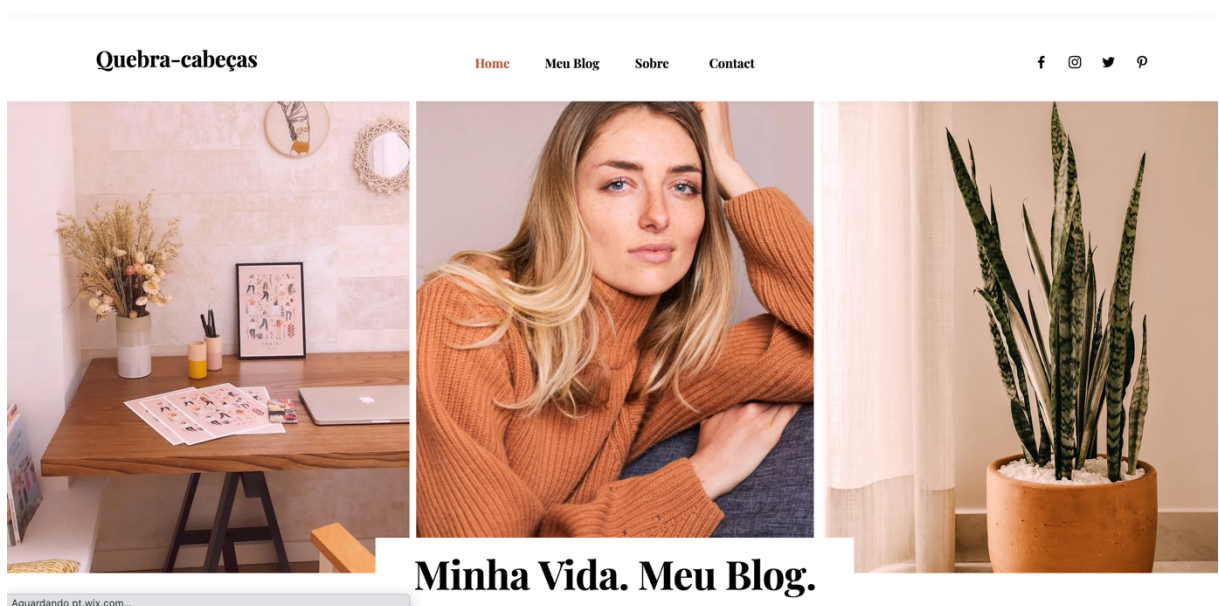 Quebra-cabeças
Home Meu Blog Sobre Contact
Minha Vida. Meu Blog.
Aguardando pt.wix.com...